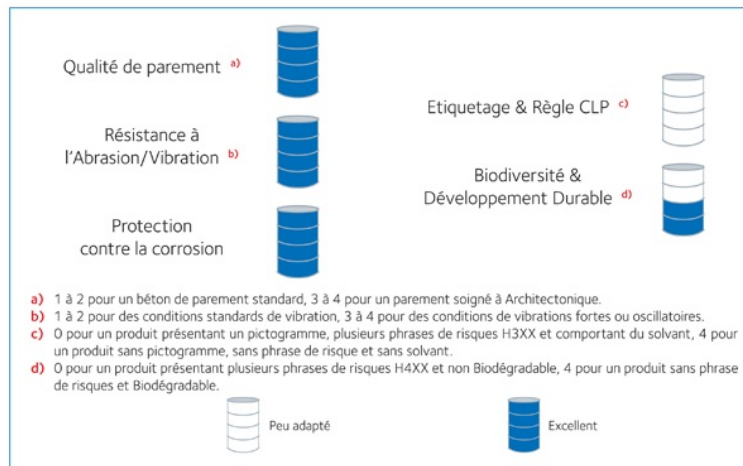 Qualité de parement a)
Résistance à
l'Abrasion/Vibration b)
Protection
contre la corrosion
Etiquetage & Règle CLP c)
Biodiversité &
Développement Durable d)
a) 1 à 2 pour un béton de parement standard, 3 à 4 pour un parement soigné à Architectonique.
b) 1 à 2 pour des conditions standards de vibration, 3 à 4 pour des conditions de vibrations fortes ou oscillatoires.
c) 0 pour un produit présentant un pictogramme, plusieurs phrases de risques H3XX et comportant du solvant, 4 pour
un produit sans pictogramme, sans phrase de risque et sans solvant.
d) 0 pour un produit présentant plusieurs phrases de risques H4XX et non Biodégradable, 4 pour un produit sans phrase
de risques et Biodégradable.
Peu adapté
Excellent